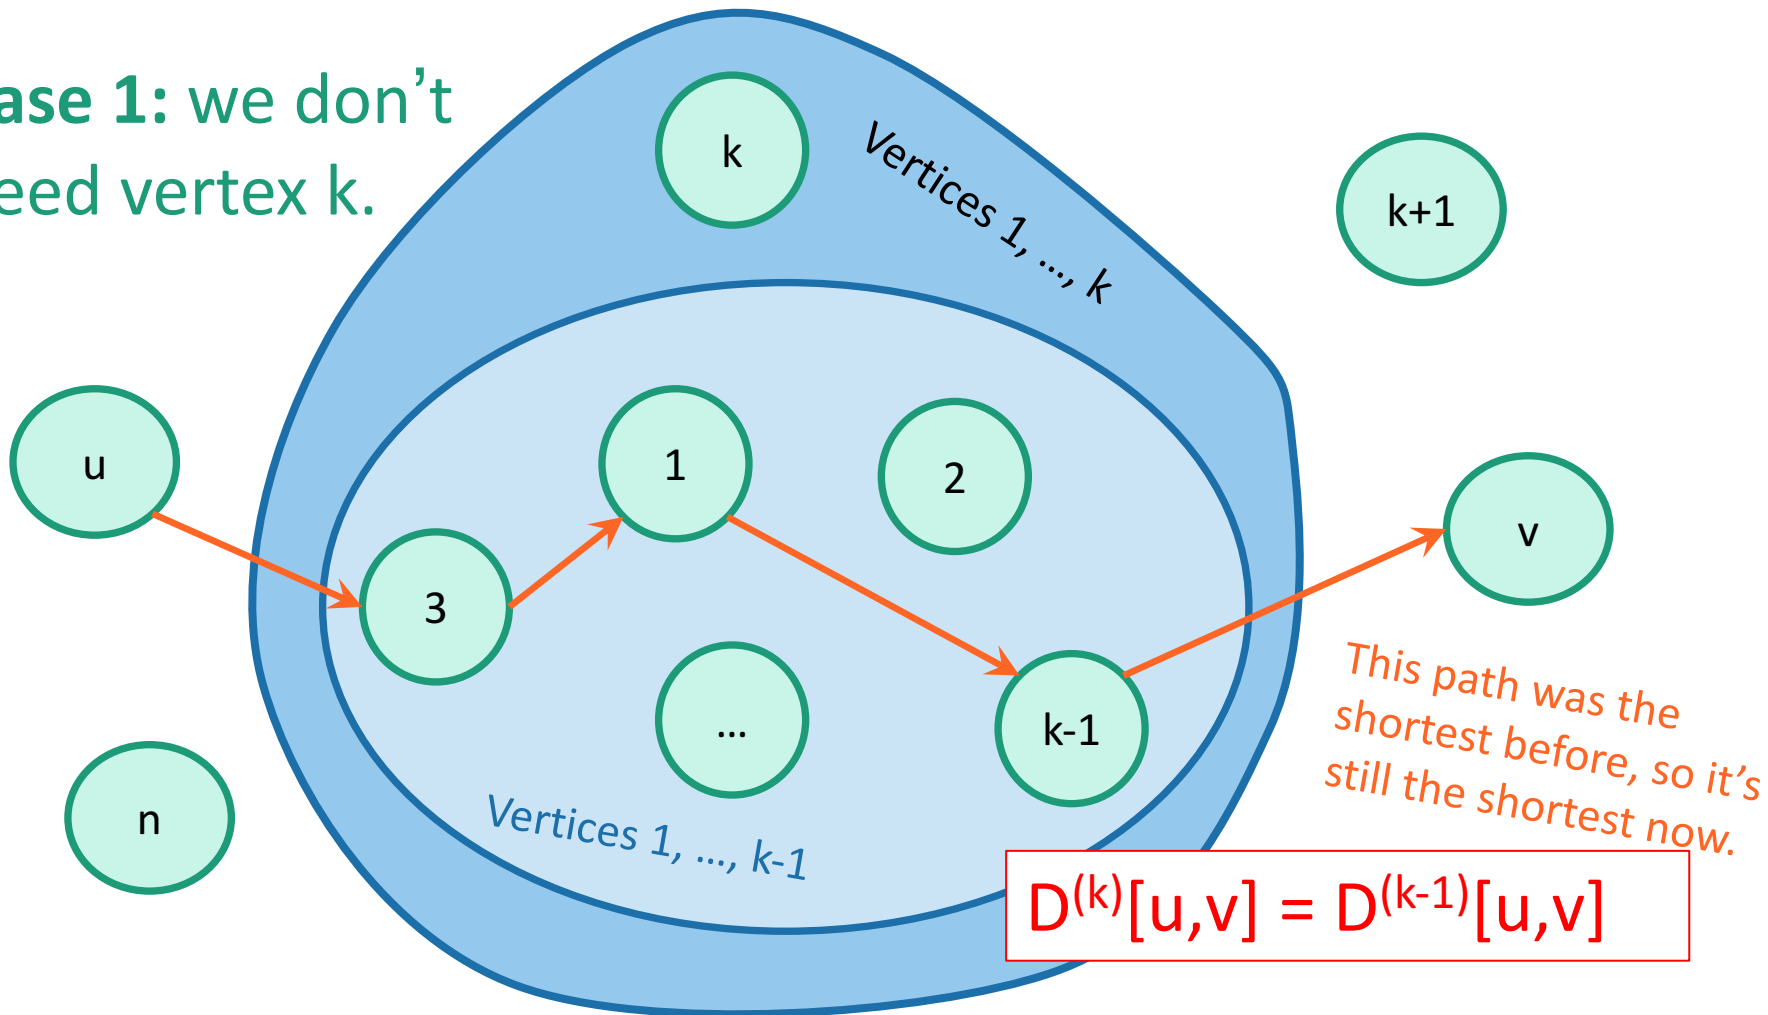 ase 1: we don’t
eed vertex k.
k
Vertices 1, …, k
k+1
u
1
2
v
3
This path was the
shortest before, so it’s
still the shortest now.
…
k-1
n
Vertices 1, …, k-1
D(k)[u,v] = D(k-1)[u,v]